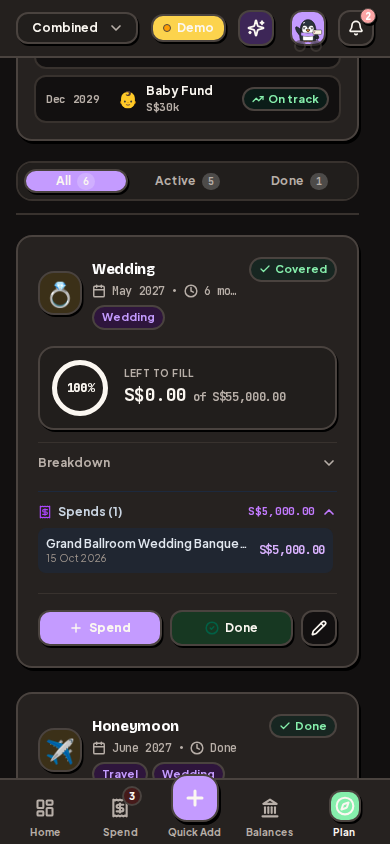 Combined
Demo
2
Dec 2029
Baby Fund
S$30k
On track
All 6
Active 5
Done 1
Wedding
Covered
May 2027 • 6 mo…
Wedding
100%
LEFT TO FILL
S$0.00 of S$55,000.00
Breakdown
Spends (1)
S$5,000.00
Grand Ballroom Wedding Banque…
15 Oct 2026
S$5,000.00
+ Spend
Done
Honeymoon
Done
June 2027 • Done
Travel
Wedding
3
Home
Spend
Quick Add
Balances
Plan